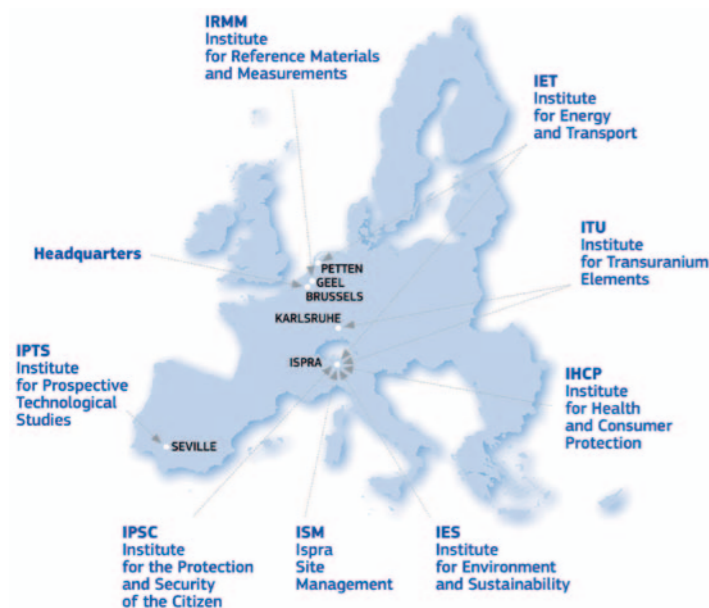 IRMM
Institute
for Reference Materials
and Measurements
IET
Institute
for Energy
and Transport
ITU
Institute
for Transuranium
Elements
Headquarters
PETTEN
GEEL
BRUSSELS
KARLSRUHE
ISPRA
IPTS
Institute
for Prospective
Technological
Studies
SEVILLE
IHCP
Institute
for Health
and Consumer
Protection
IPSC
Institute
for the Protection
and Security
of the Citizen
ISM
Ispra
Site
Management
IES
Institute
for Environment
and Sustainability